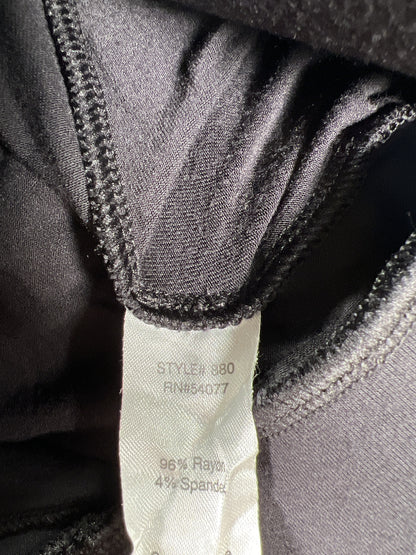 STYLE# 880
RN#54077
96% Rayon
4% Spandex